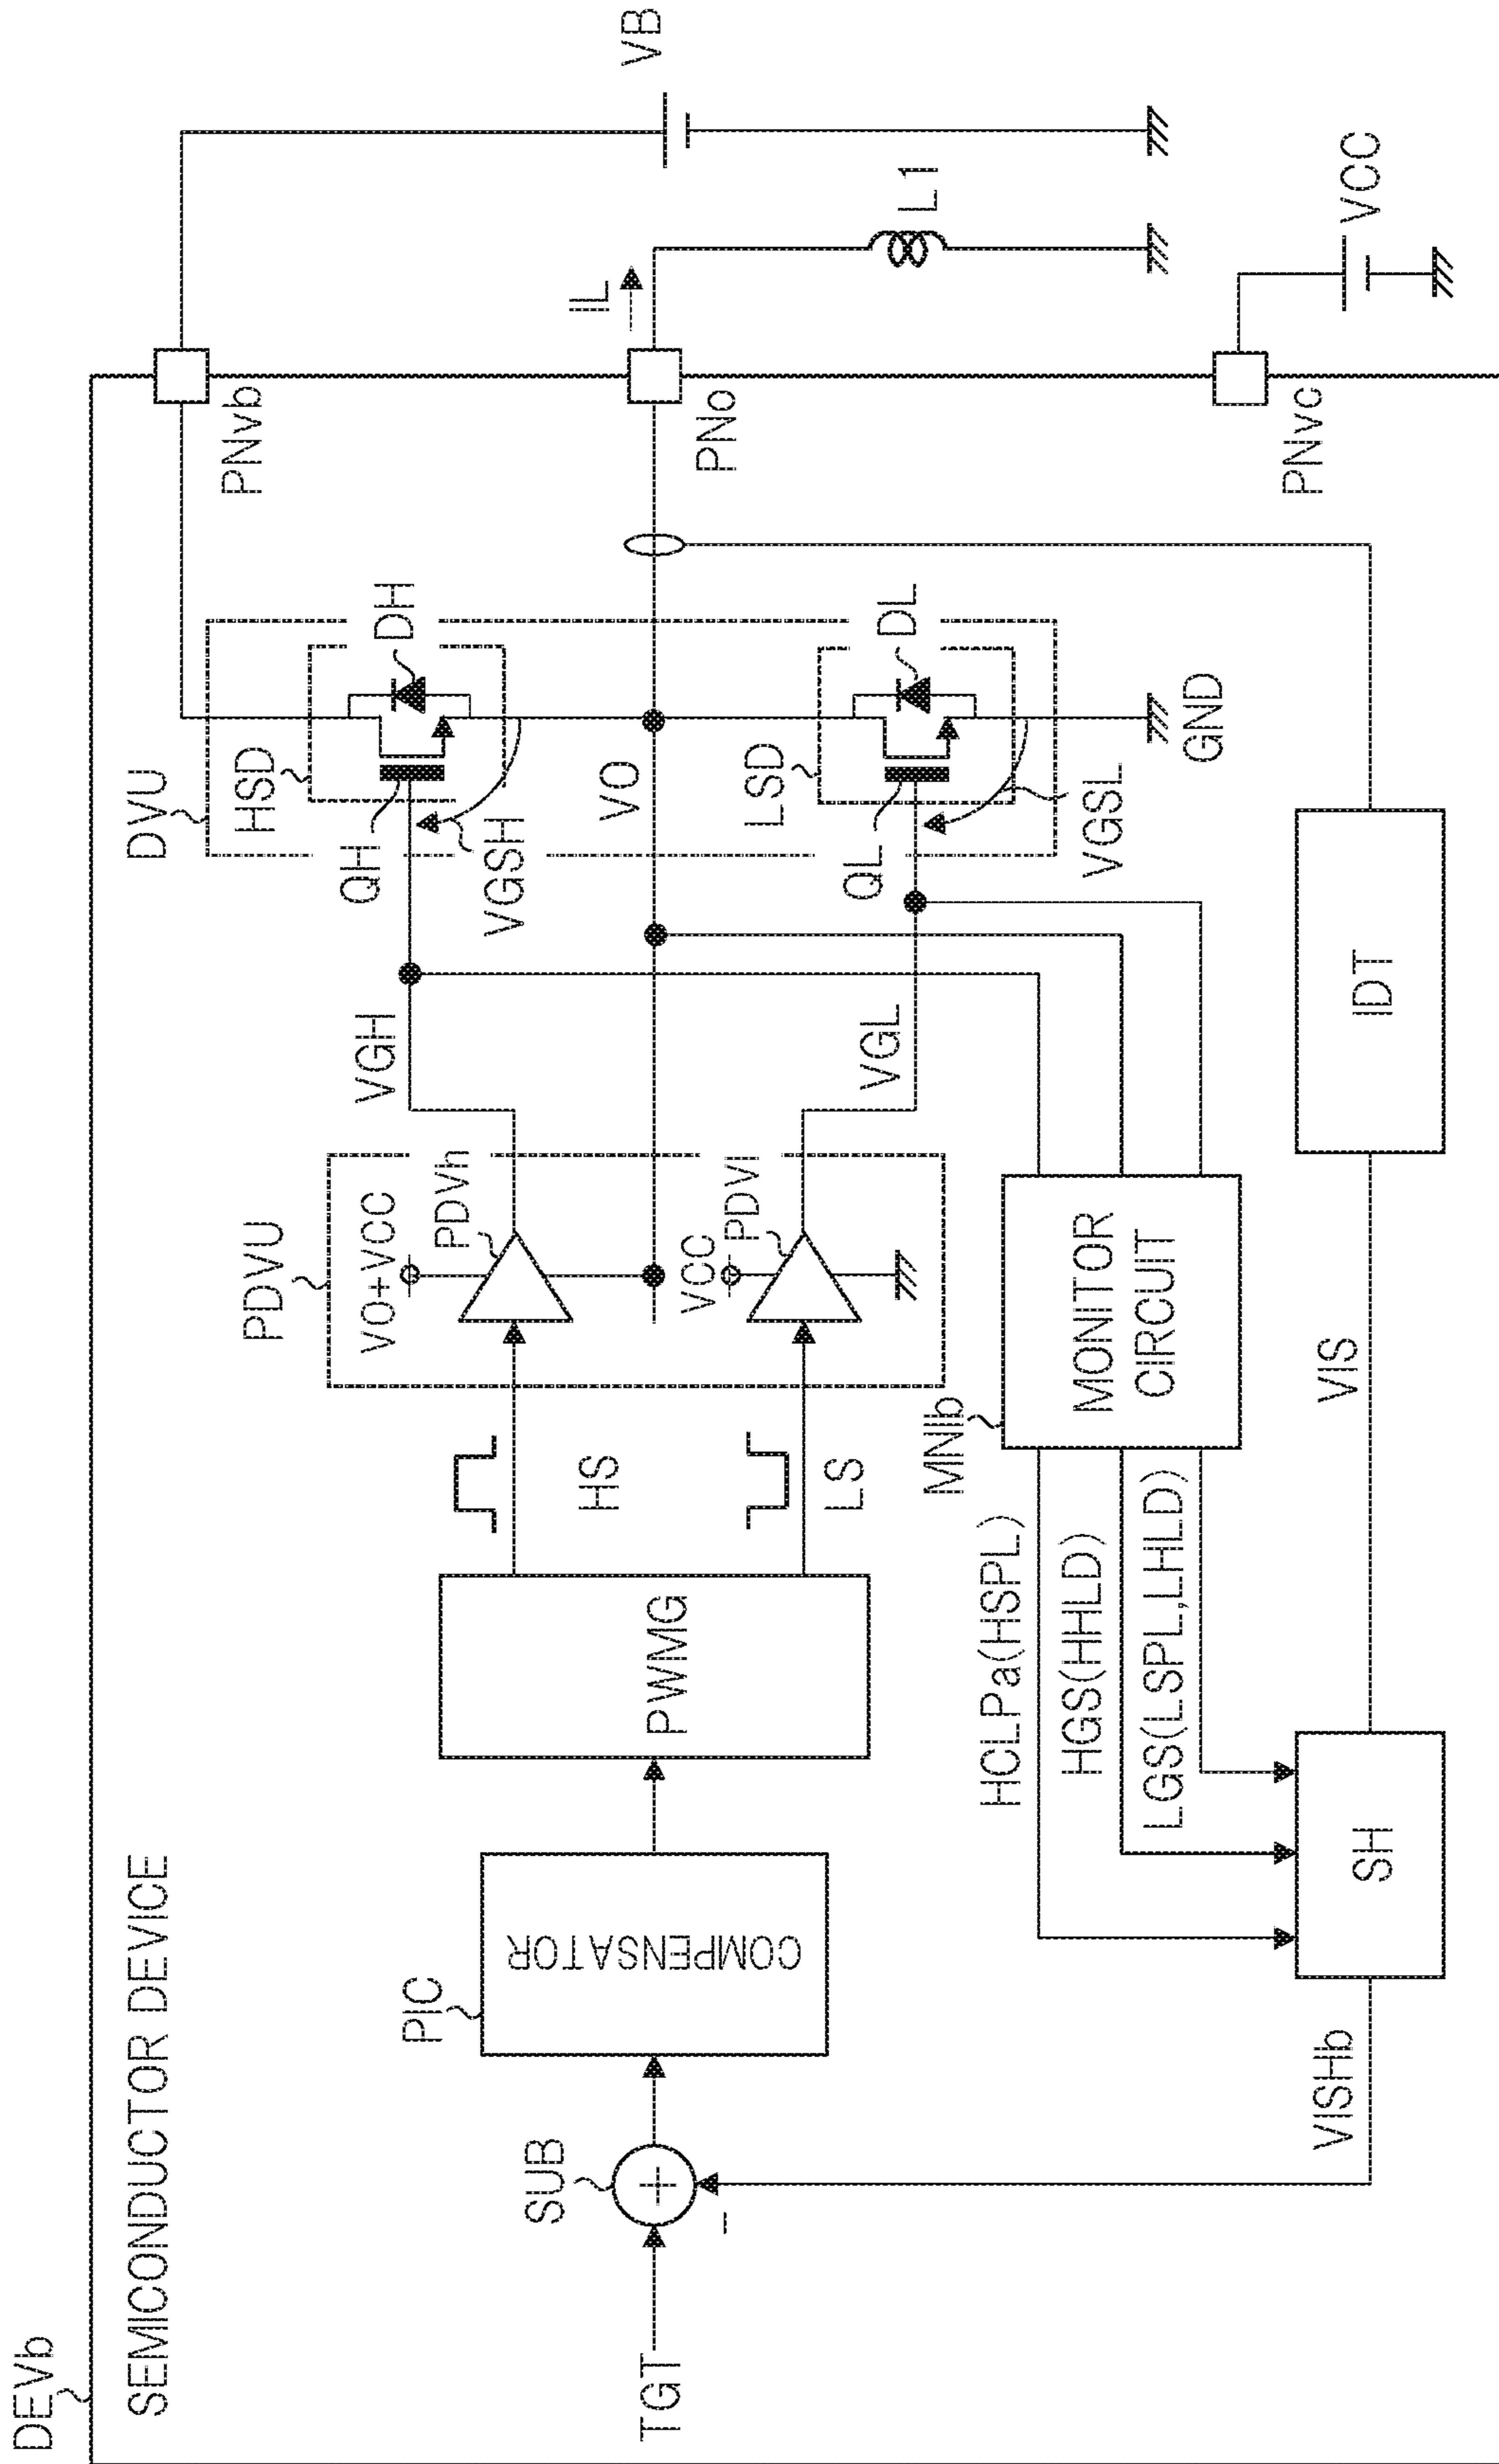 DEVb
SEMICONDUCTOR DEVICE
TGT
SUB
-
PIC
COMPENSATOR
PWMG
HS
LS
PDVU
VO+VCC
PDVh
VCC
PDVl
VGH
VGL
DVU
HSD
QH
DH
VGSH
VO
LSD
QL
DL
VGSL
GND
PNvb
PNo
PNvc
IL
L1
VB
VCC
MNIb
MONITOR
CIRCUIT
HCLPa(HSPL)
HGS(HHLD)
LGS(LSPL,LHLD)
SH
VISHb
VIS
IDT